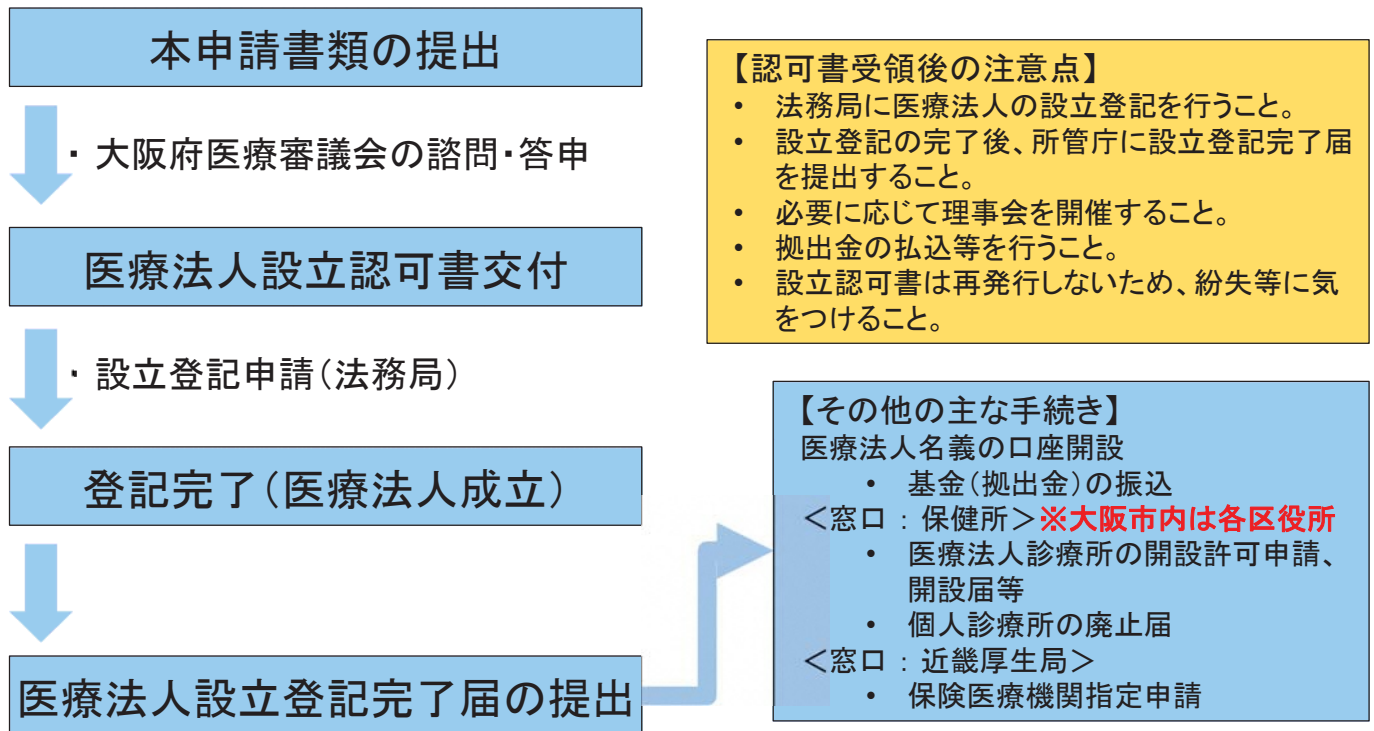 本申請書類の提出
・ 大阪府医療審議会の諮問・答申
医療法人設立認可書交付
・ 設立登記申請（法務局）
登記完了（医療法人成立）
医療法人設立登記完了届の提出
【認可書受領後の注意点】
• 法務局に医療法人の設立登記を行うこと。
• 設立登記の完了後、所管庁に設立登記完了届
を提出すること。
• 必要に応じて理事会を開催すること。
• 拠出金の払込等を行うこと。
• 設立認可書は再発行しないため、紛失等に気
をつけること。
【その他の主な手続き】
医療法人名義の口座開設
• 基金（拠出金）の振込
＜窓口：保健所＞※大阪市内は各区役所
• 医療法人診療所の開設許可申請、
開設届等
• 個人診療所の廃止届
＜窓口：近畿厚生局＞
• 保険医療機関指定申請